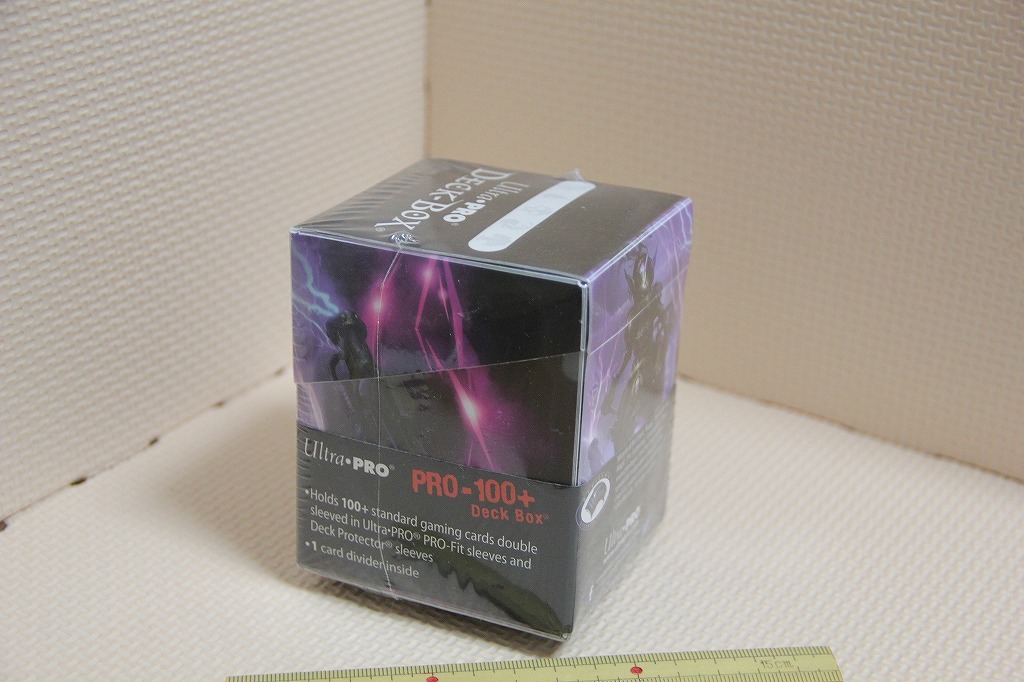 DECK•BOX®
Ultra•PRO®
Ultra•PRO®
PRO-100+
Deck Box®
•Holds 100+ standard gaming cards double
sleeved in Ultra•PRO® PRO-Fit sleeves and
Deck Protector® sleeves
•1 card divider inside
Ultra•PRO
15cm